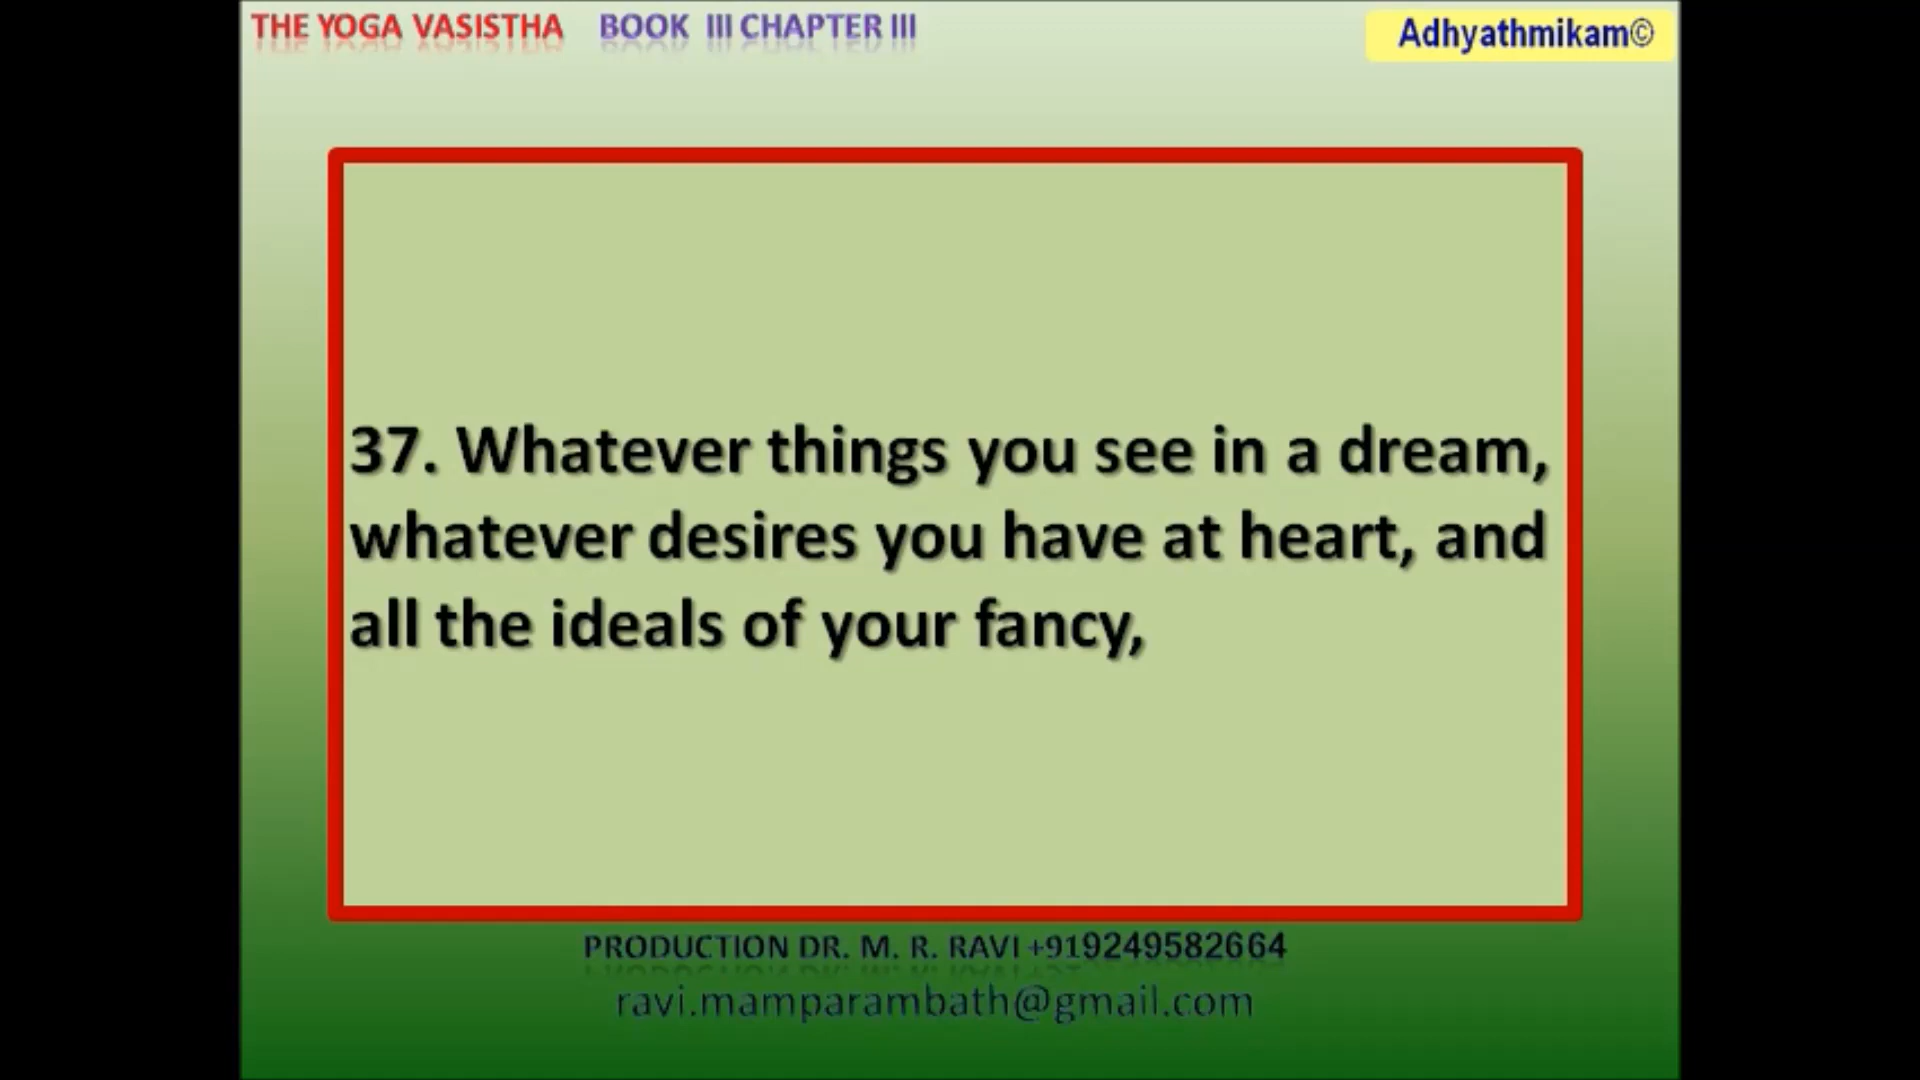 THE YOGA VASISTHA BOOK III CHAPTER III
Adhyathmikam©
37. Whatever things you see in a dream,
whatever desires you have at heart, and
all the ideals of your fancy,
PRODUCTION DR. M. R. RAVI +919249582664
ravi.mamparambath@gmail.com